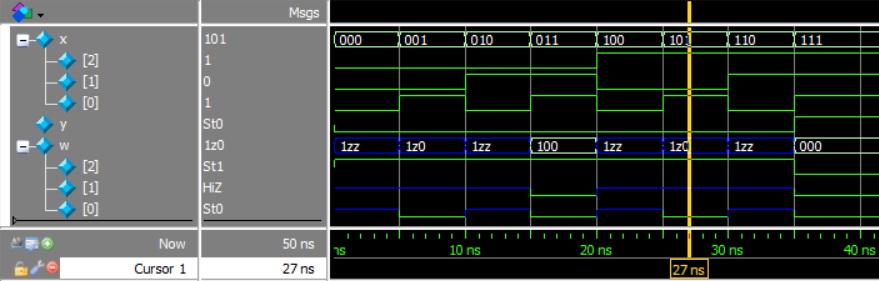 Msgs
x 101 000 001 010 011 100 101 110 111
[2] 1
[1] 0
[0] 1
y St0
w 1z0 1zz 1z0 1zz 100 1zz 1z0 1zz 000
[2] St1
[1] HiZ
[0] St0
Now 50 ns ns 10 ns 20 ns 30 ns 40 ns
Cursor 1 27 ns 27 ns